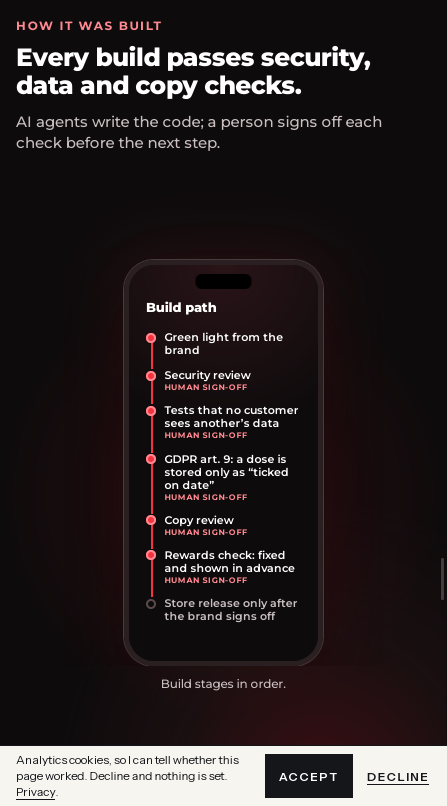 HOW IT WAS BUILT
Every build passes security,
data and copy checks.
AI agents write the code; a person signs off each
check before the next step.
Build path
Green light from the
brand
Security review
HUMAN SIGN-OFF
Tests that no customer
sees another’s data
HUMAN SIGN-OFF
GDPR art. 9: a dose is
stored only as “ticked
on date”
HUMAN SIGN-OFF
Copy review
HUMAN SIGN-OFF
Rewards check: fixed
and shown in advance
HUMAN SIGN-OFF
Store release only after
the brand signs off
Build stages in order.
Analytics cookies, so I can tell whether this
page worked. Decline and nothing is set.
Privacy.
ACCEPT
DECLINE